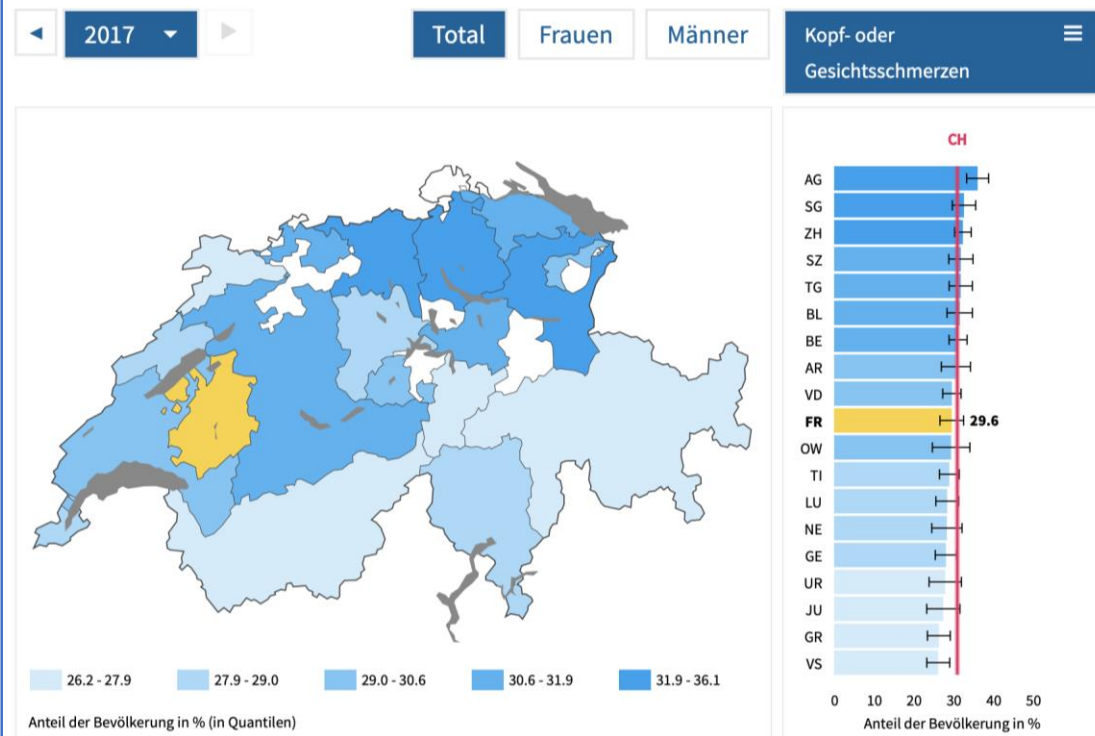 2017
Total
Frauen
Männer
Kopf- oder
Gesichtsschmerzen
CH
AG
SG
ZH
SZ
TG
BL
BE
AR
VD
FR 29.6
OW
TI
LU
NE
GE
UR
JU
GR
VS
0 10 20 30 40 50
Anteil der Bevölkerung in %
26.2 - 27.9
27.9 - 29.0
29.0 - 30.6
30.6 - 31.9
31.9 - 36.1
Anteil der Bevölkerung in % (in Quantilen)